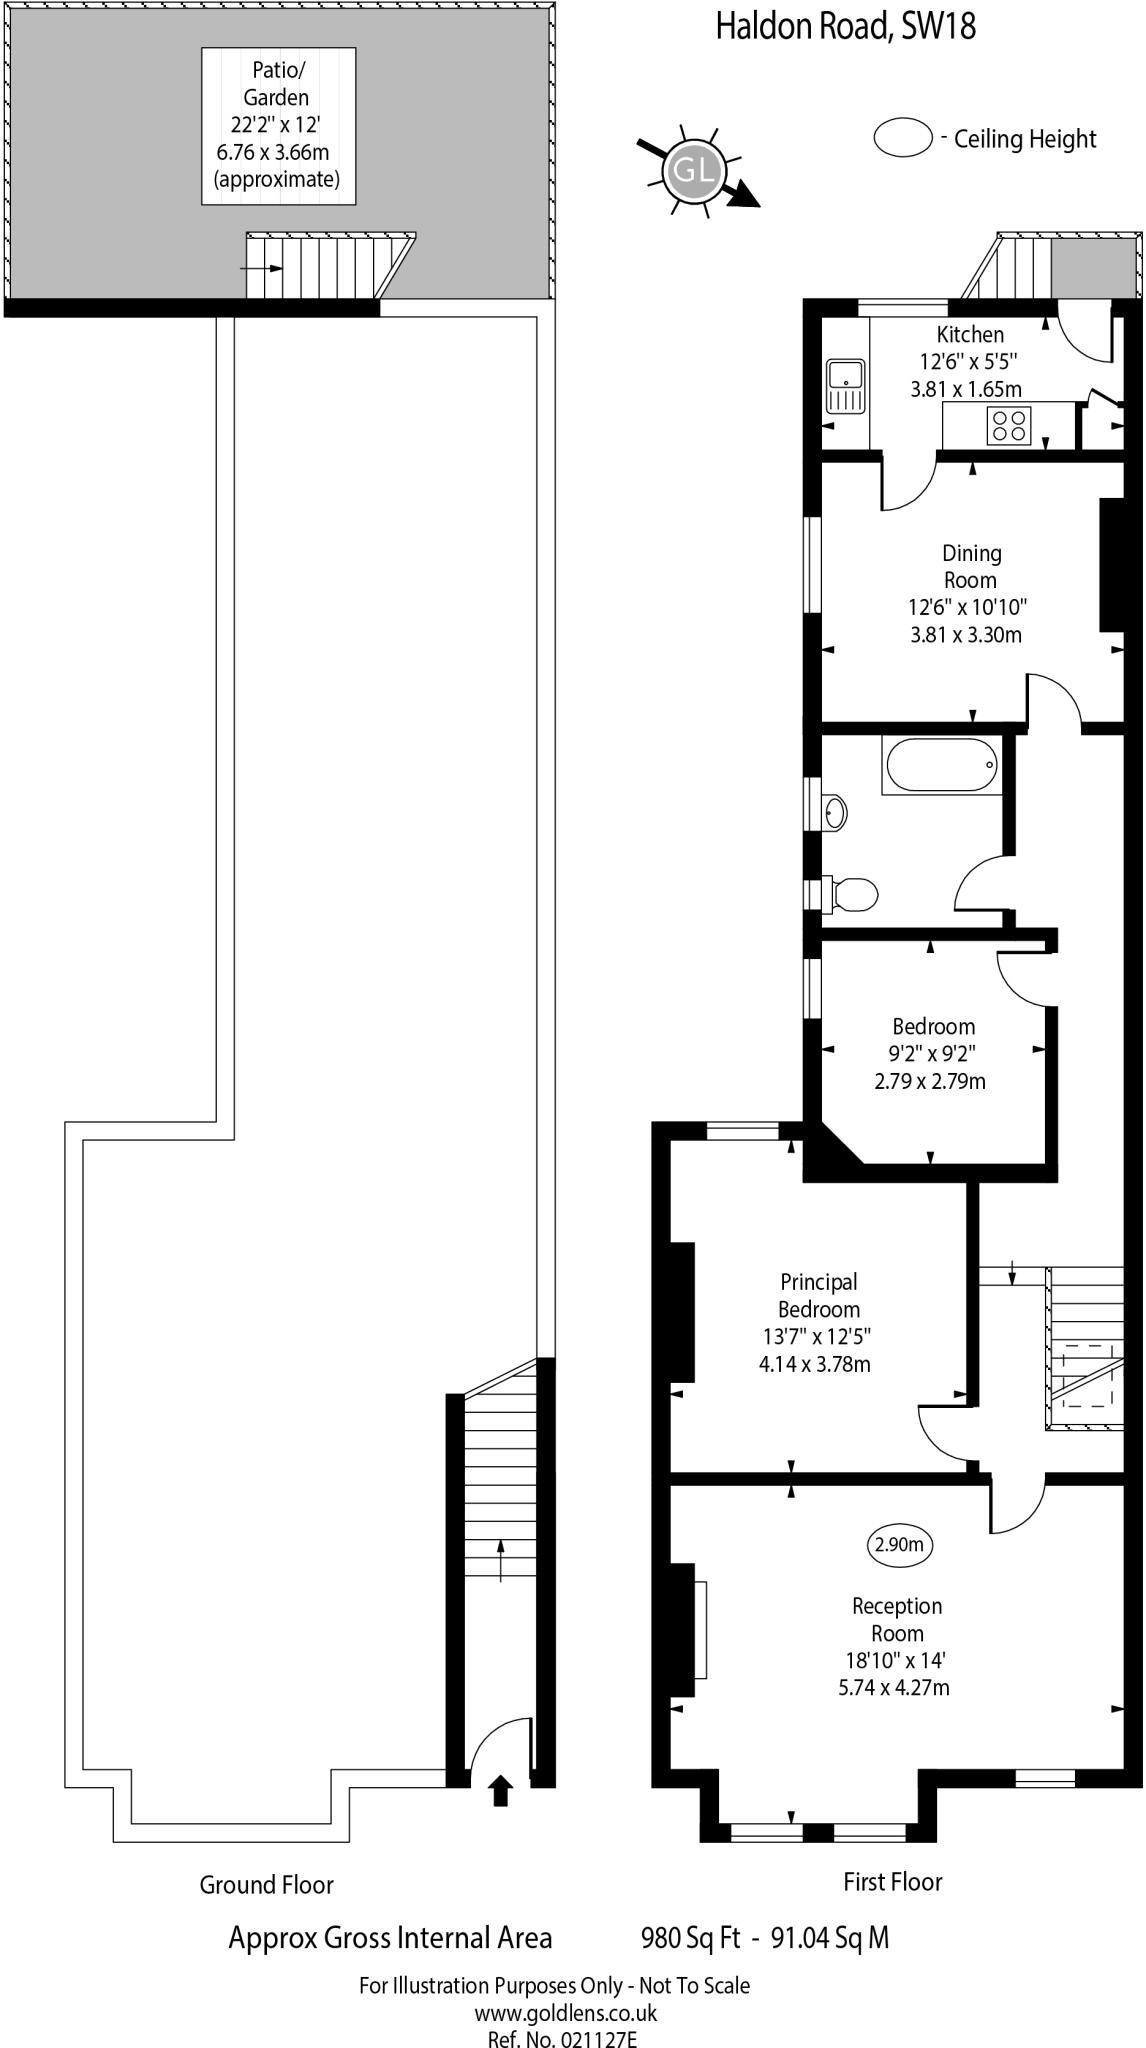 Haldon Road, SW18
Patio/
Garden
22'2" x 12'
6.76 x 3.66m
(approximate)
GL
- Ceiling Height
Kitchen
12'6" x 5'5"
3.81 x 1.65m
Dining
Room
12'6" x 10'10"
3.81 x 3.30m
Bedroom
9'2" x 9'2"
2.79 x 2.79m
Principal
Bedroom
13'7" x 12'5"
4.14 x 3.78m
2.90m
Reception
Room
18'10" x 14'
5.74 x 4.27m
Ground Floor
First Floor
Approx Gross Internal Area 980 Sq Ft - 91.04 Sq M
For Illustration Purposes Only - Not To Scale
www.goldlens.co.uk
Ref. No. 021127E